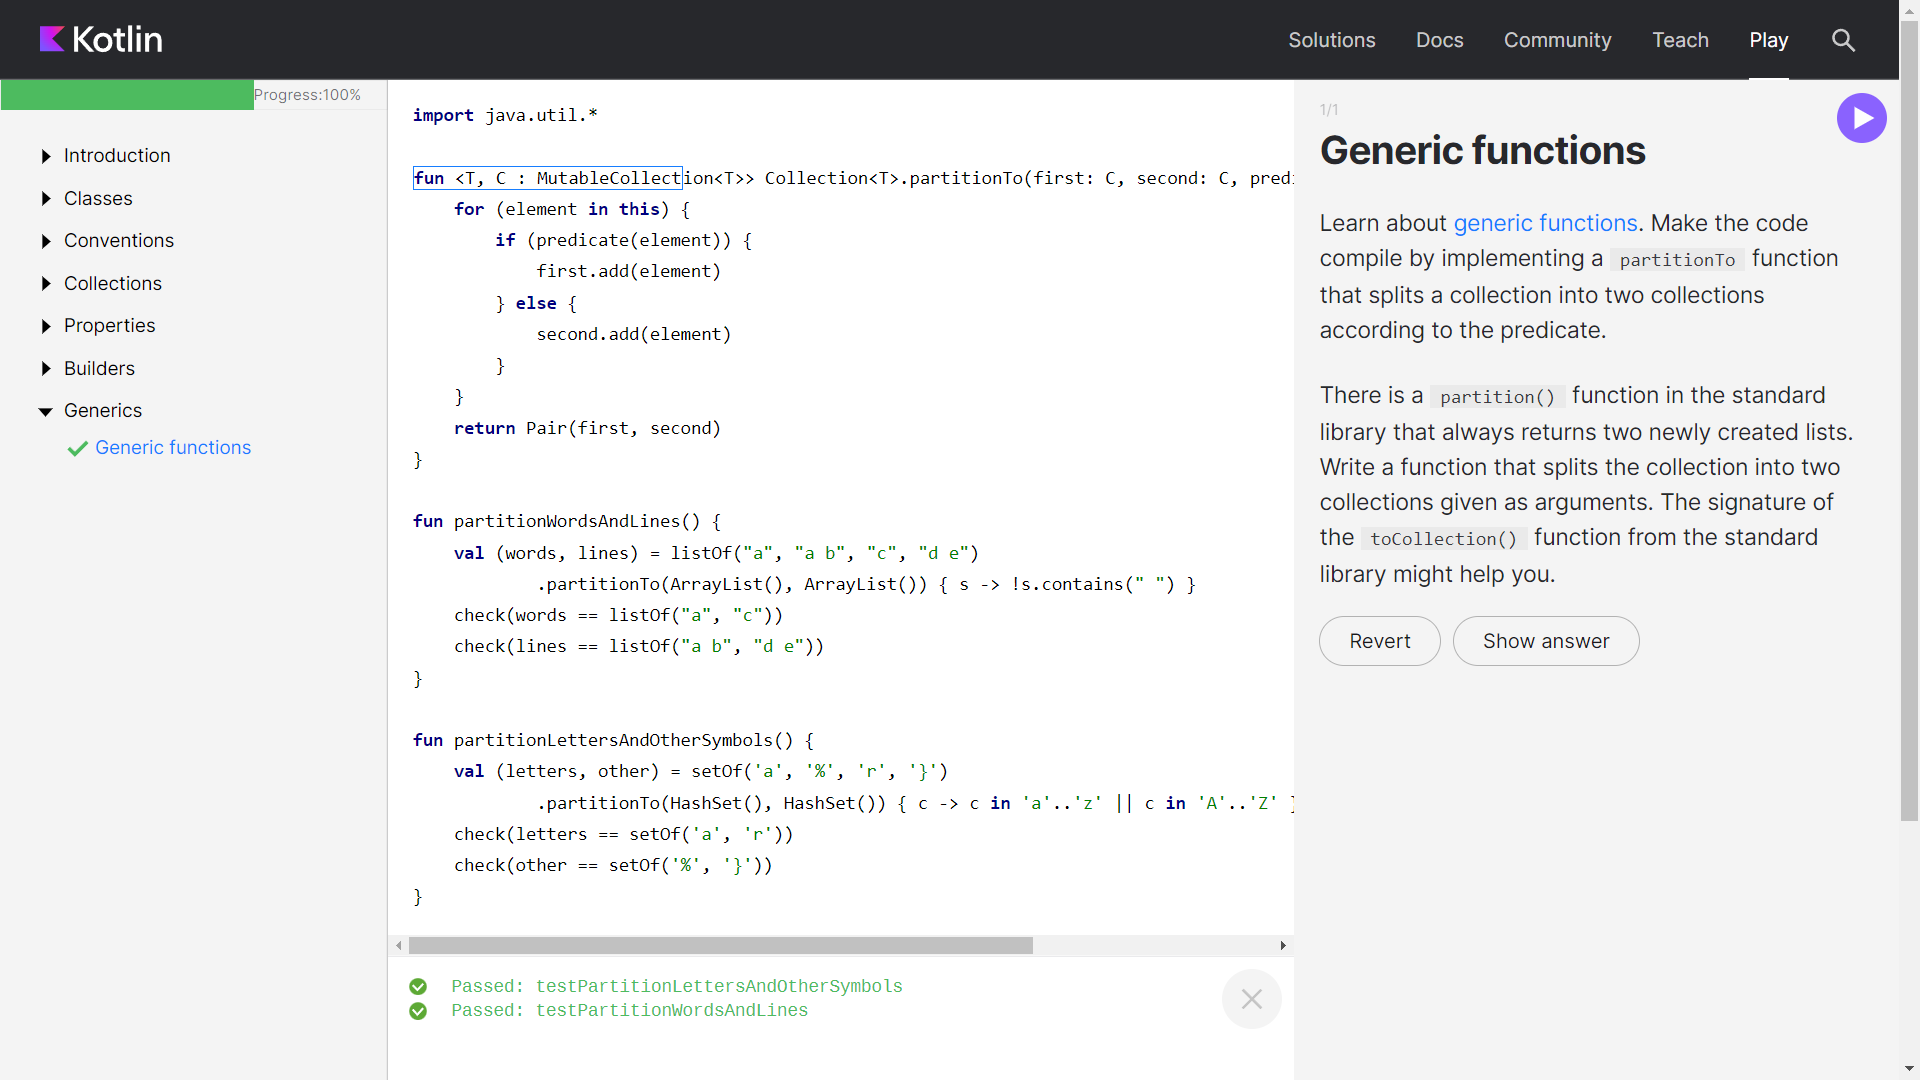 Kotlin
Solutions Docs Community Teach Play
Progress:100%
Introduction
Classes
Conventions
Collections
Properties
Builders
Generics
Generic functions
import java.util.*
fun <T, C : MutableCollection<T>> Collection<T>.partitionTo(first: C, second: C, predi
    for (element in this) {
        if (predicate(element)) {
            first.add(element)
        } else {
            second.add(element)
        }
    }
    return Pair(first, second)
}
fun partitionWordsAndLines() {
    val (words, lines) = listOf("a", "a b", "c", "d e")
            .partitionTo(ArrayList(), ArrayList()) { s -> !s.contains(" ") }
    check(words == listOf("a", "c"))
    check(lines == listOf("a b", "d e"))
}
fun partitionLettersAndOtherSymbols() {
    val (letters, other) = setOf('a', '%', 'r', '}')
            .partitionTo(HashSet(), HashSet()) { c -> c in 'a'..'z' || c in 'A'..'Z' }
    check(letters == setOf('a', 'r'))
    check(other == setOf('%', '}'))
}
Passed: testPartitionLettersAndOtherSymbols
Passed: testPartitionWordsAndLines
1/1
Generic functions
Learn about generic functions. Make the code
compile by implementing a partitionTo function
that splits a collection into two collections
according to the predicate.
There is a partition() function in the standard
library that always returns two newly created lists.
Write a function that splits the collection into two
collections given as arguments. The signature of
the toCollection() function from the standard
library might help you.
Revert
Show answer